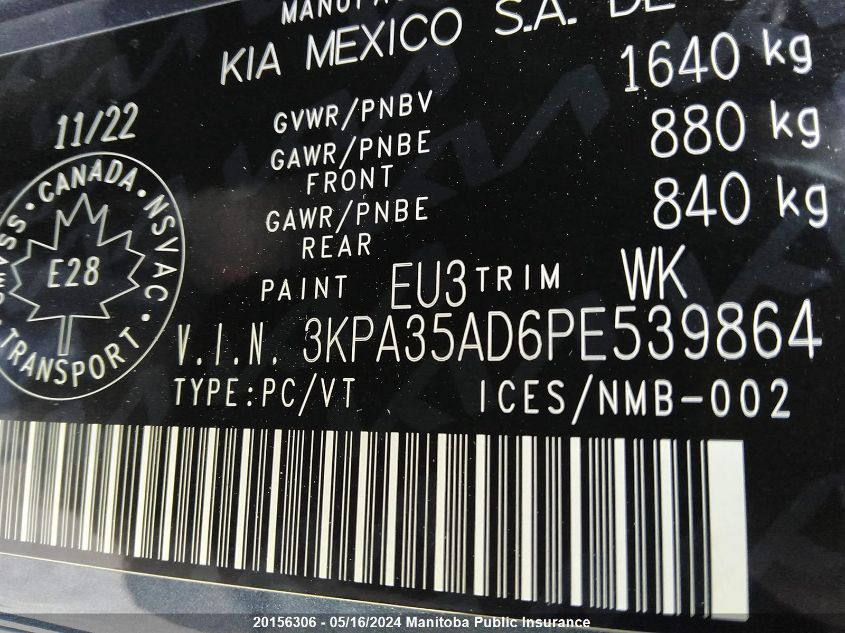 MANUFAC
KIA MEXICO S.A. DE
11/22
GVWR/PNBV 1640 kg
GAWR/PNBE FRONT 880 kg
GAWR/PNBE REAR 840 kg
CANADA · NSVAC · TRANSPORT
E28
PAINT EU3 TRIM WK
V.I.N. 3KPA35AD6PE539864
TYPE:PC/VT ICES/NMB-002
20156306 - 05/16/2024 Manitoba Public Insurance